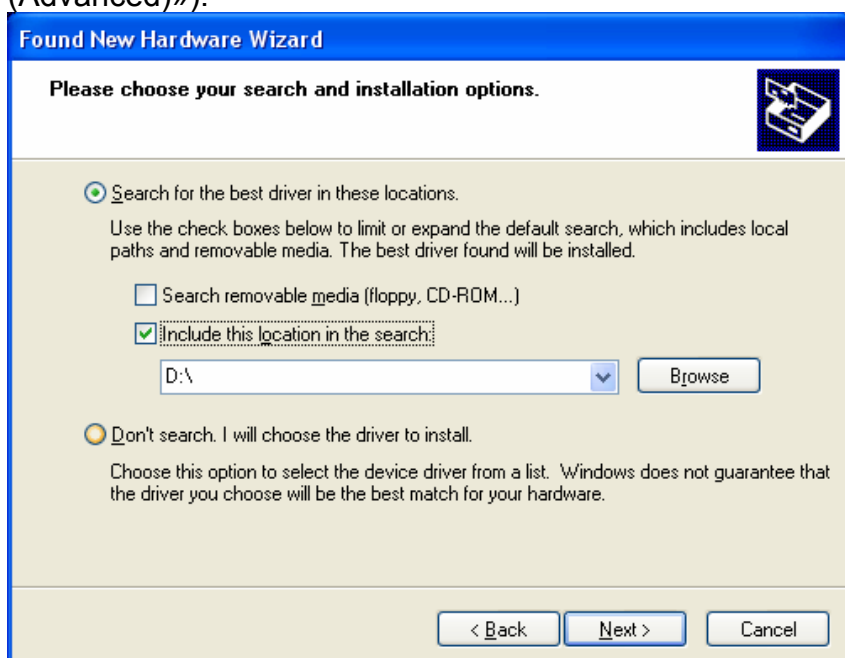 (Advanced)»).
Found New Hardware Wizard
Please choose your search and installation options.
Search for the best driver in these locations.
Use the check boxes below to limit or expand the default search, which includes local
paths and removable media. The best driver found will be installed.
Search removable media (floppy, CD-ROM...)
Include this location in the search:
D:\
Browse
Don't search. I will choose the driver to install.
Choose this option to select the device driver from a list. Windows does not guarantee that
the driver you choose will be the best match for your hardware.
< Back
Next >
Cancel